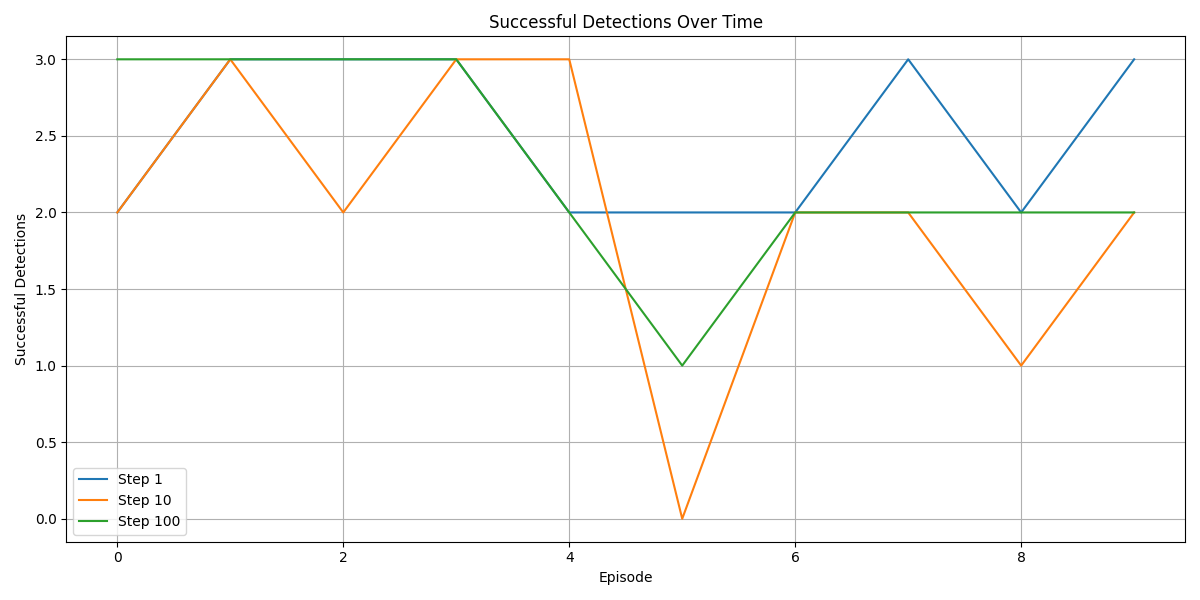 Successful Detections Over Time
Successful Detections
3.0
2.5
2.0
1.5
1.0
0.5
0.0
Step 1
Step 10
Step 100
0 2 4 6 8
Episode